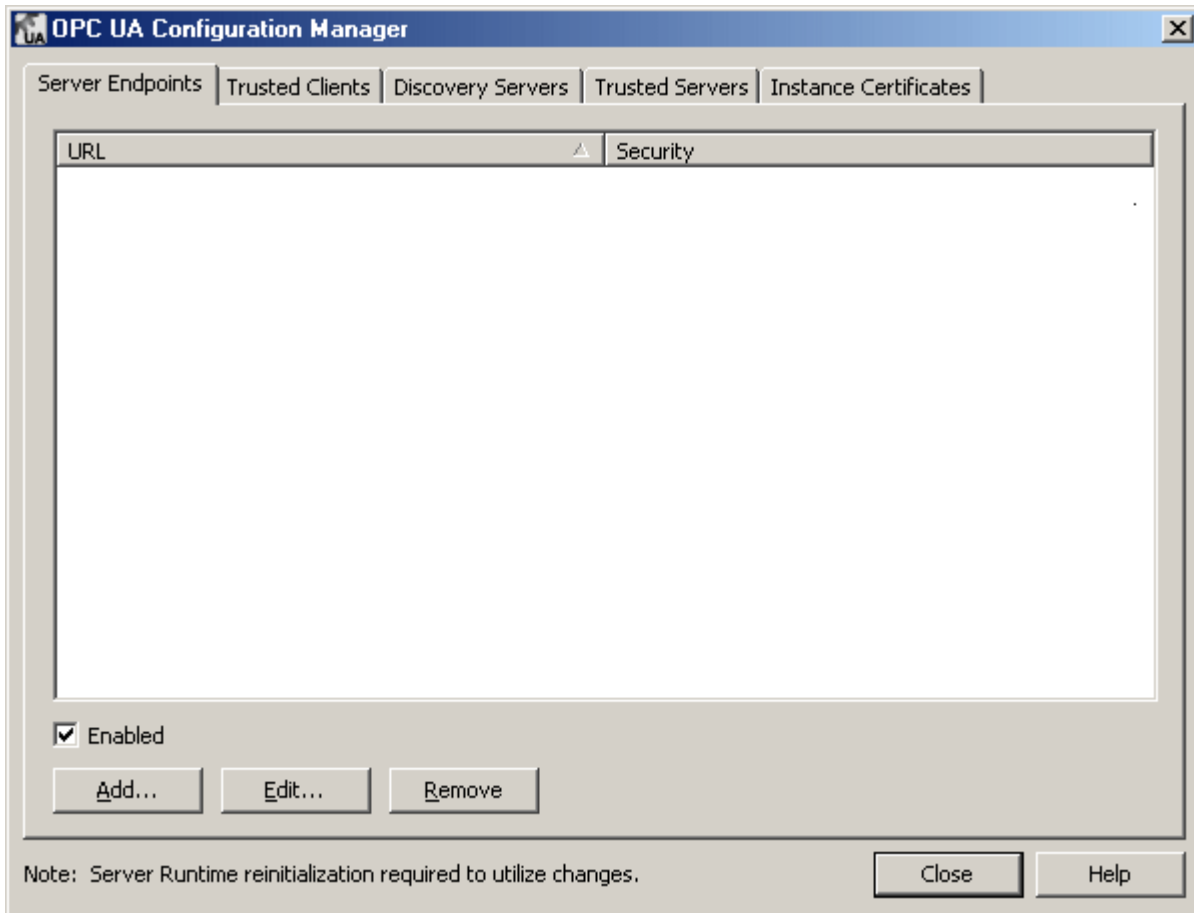 UA OPC UA Configuration Manager
Server Endpoints Trusted Clients Discovery Servers Trusted Servers Instance Certificates
URL Security
Enabled
Add... Edit... Remove
Note: Server Runtime reinitialization required to utilize changes. Close Help